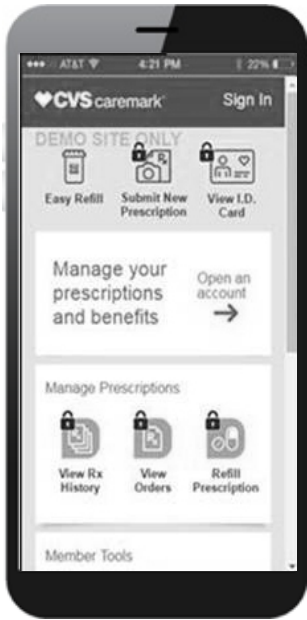 AT&T 4:21 PM 22%
CVS caremark Sign In
DEMO SITE ONLY
Easy Refill Submit New Prescription View I.D. Card
Manage your
prescriptions
and benefits
Open an
account
Manage Prescriptions
View Rx History View Orders Refill Prescription
Member Tools